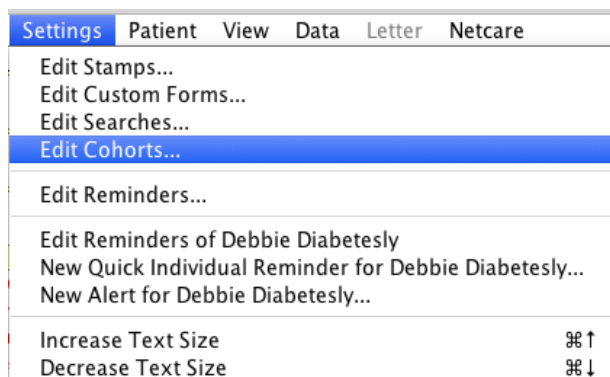 Settings Patient View Data Letter Netcare
Edit Stamps...
Edit Custom Forms...
Edit Searches...
Edit Cohorts...
Edit Reminders...
Edit Reminders of Debbie Diabetesly
New Quick Individual Reminder for Debbie Diabetesly...
New Alert for Debbie Diabetesly...
Increase Text Size ⌘↑
Decrease Text Size ⌘↓